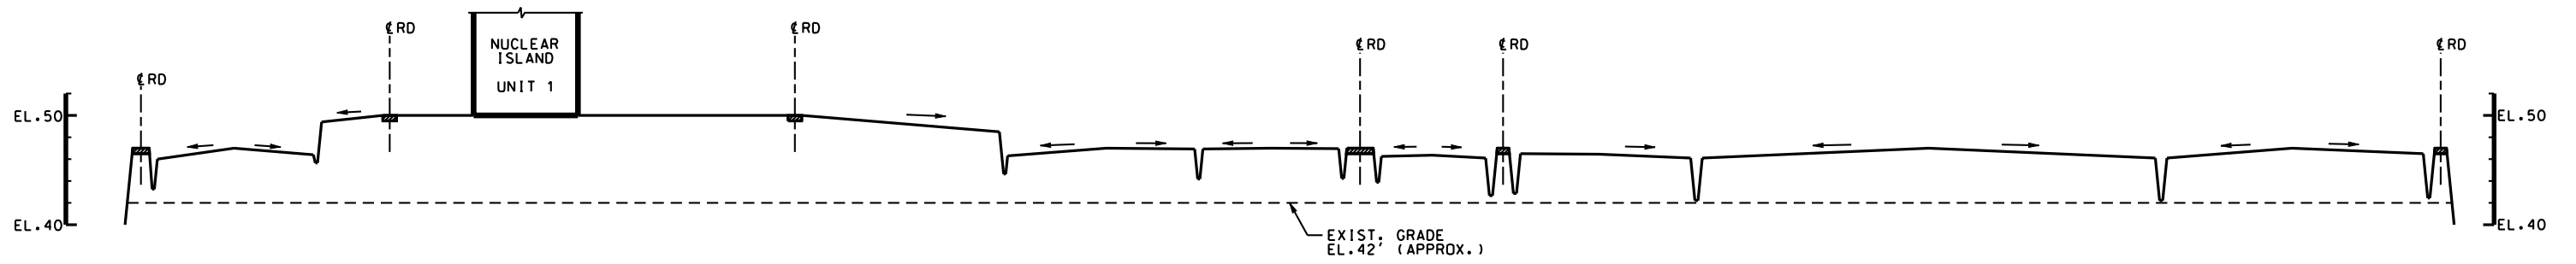 ℄ RD
℄ RD
℄ RD
℄ RD
℄ RD
℄ RD
NUCLEAR
ISLAND
UNIT 1
EL.50
EL.50
EL.40
EL.40
EXIST. GRADE
EL.42' (APPROX.)